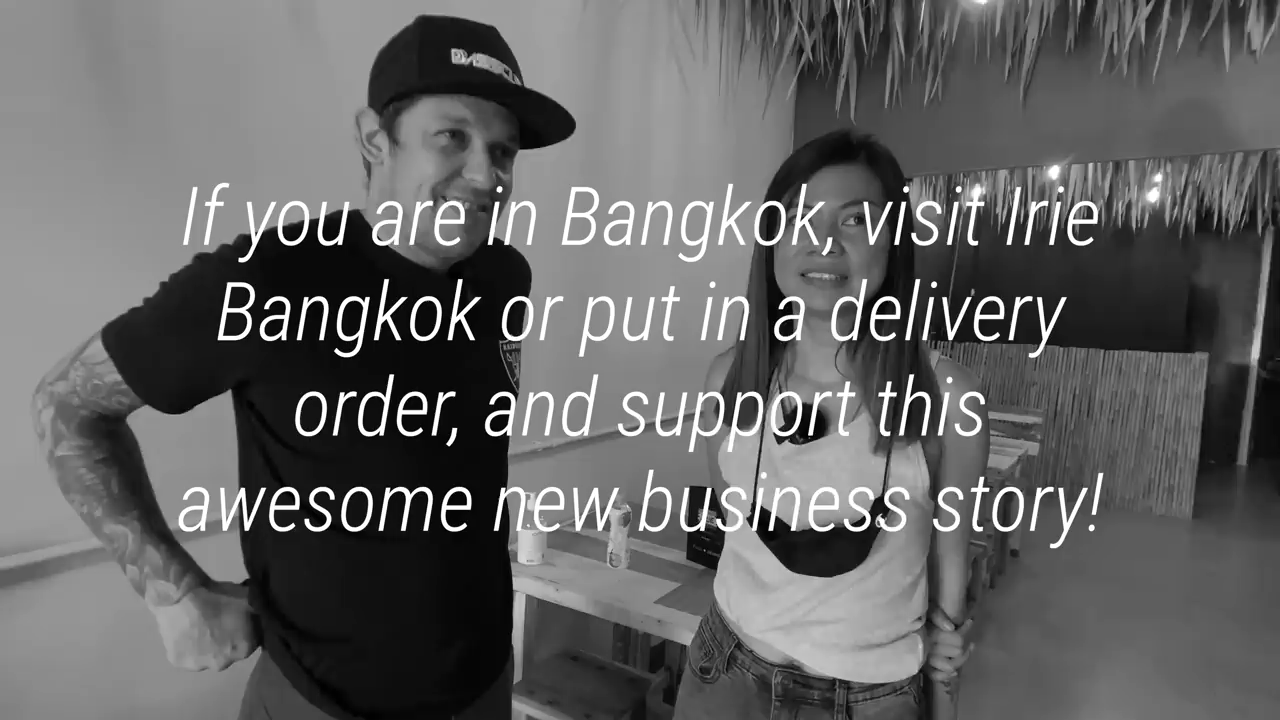 If you are in Bangkok, visit Irie
Bangkok or put in a delivery
order, and support this
awesome new business story!